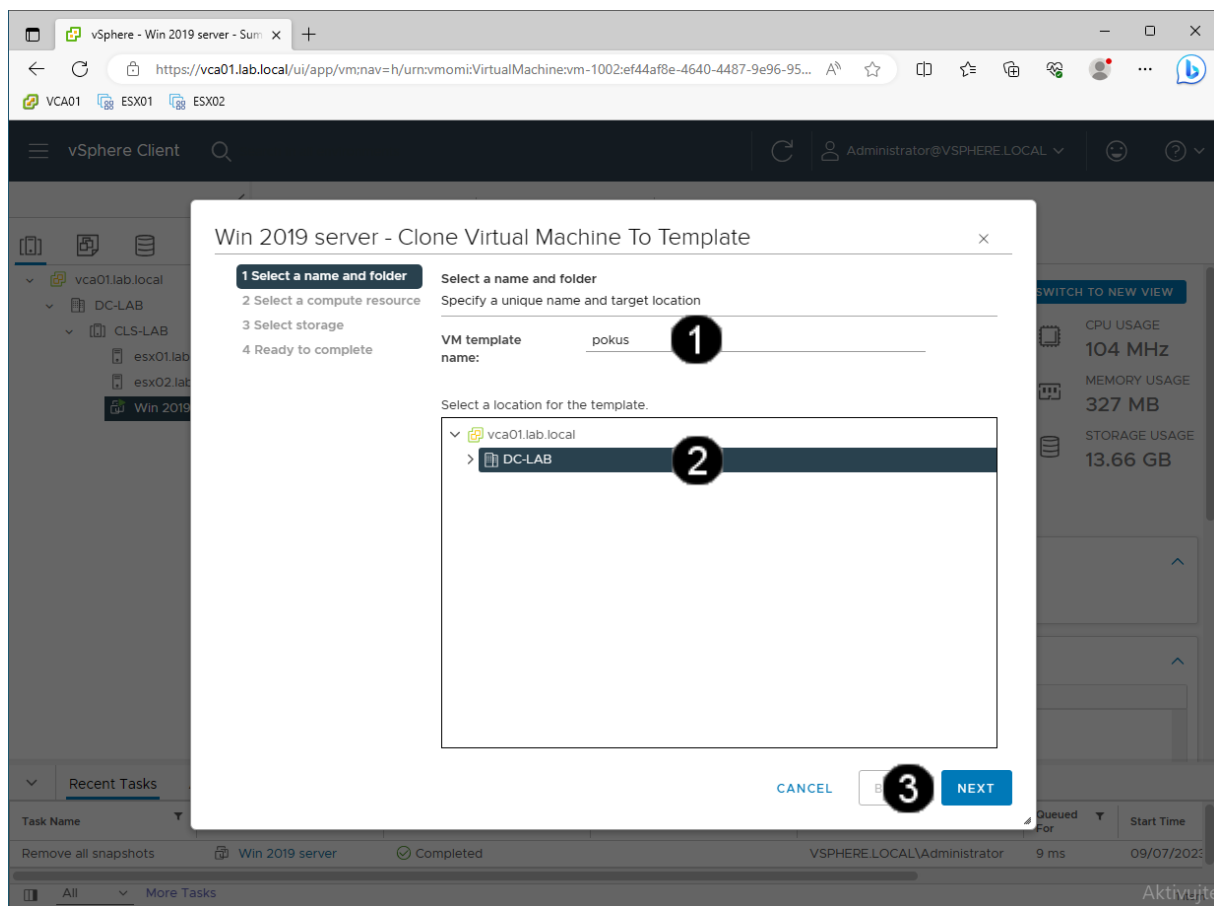 vSphere - Win 2019 server - Sum
https://vca01.lab.local/ui/app/vm;nav=h/urn:vmomi:VirtualMachine:vm-1002:ef44af8e-4640-4487-9e96-95...
VCA01 ESX01 ESX02
vSphere Client
Administrator@VSPHERE.LOCAL
Win 2019 server - Clone Virtual Machine To Template
vca01.lab.local
DC-LAB
CLS-LAB
esx01.lab
esx02.lab
Win 2019
1 Select a name and folder
2 Select a compute resource
3 Select storage
4 Ready to complete
Select a name and folder
Specify a unique name and target location
VM template name:
pokus
1
Select a location for the template.
vca01.lab.local
DC-LAB
2
CANCEL
B
3
NEXT
SWITCH TO NEW VIEW
CPU USAGE
104 MHz
MEMORY USAGE
327 MB
STORAGE USAGE
13.66 GB
Recent Tasks
Task Name
Queued For
Start Time
Remove all snapshots Win 2019 server Completed VSPHERE.LOCAL\Administrator 9 ms 09/07/2023
All More Tasks
Aktivujte